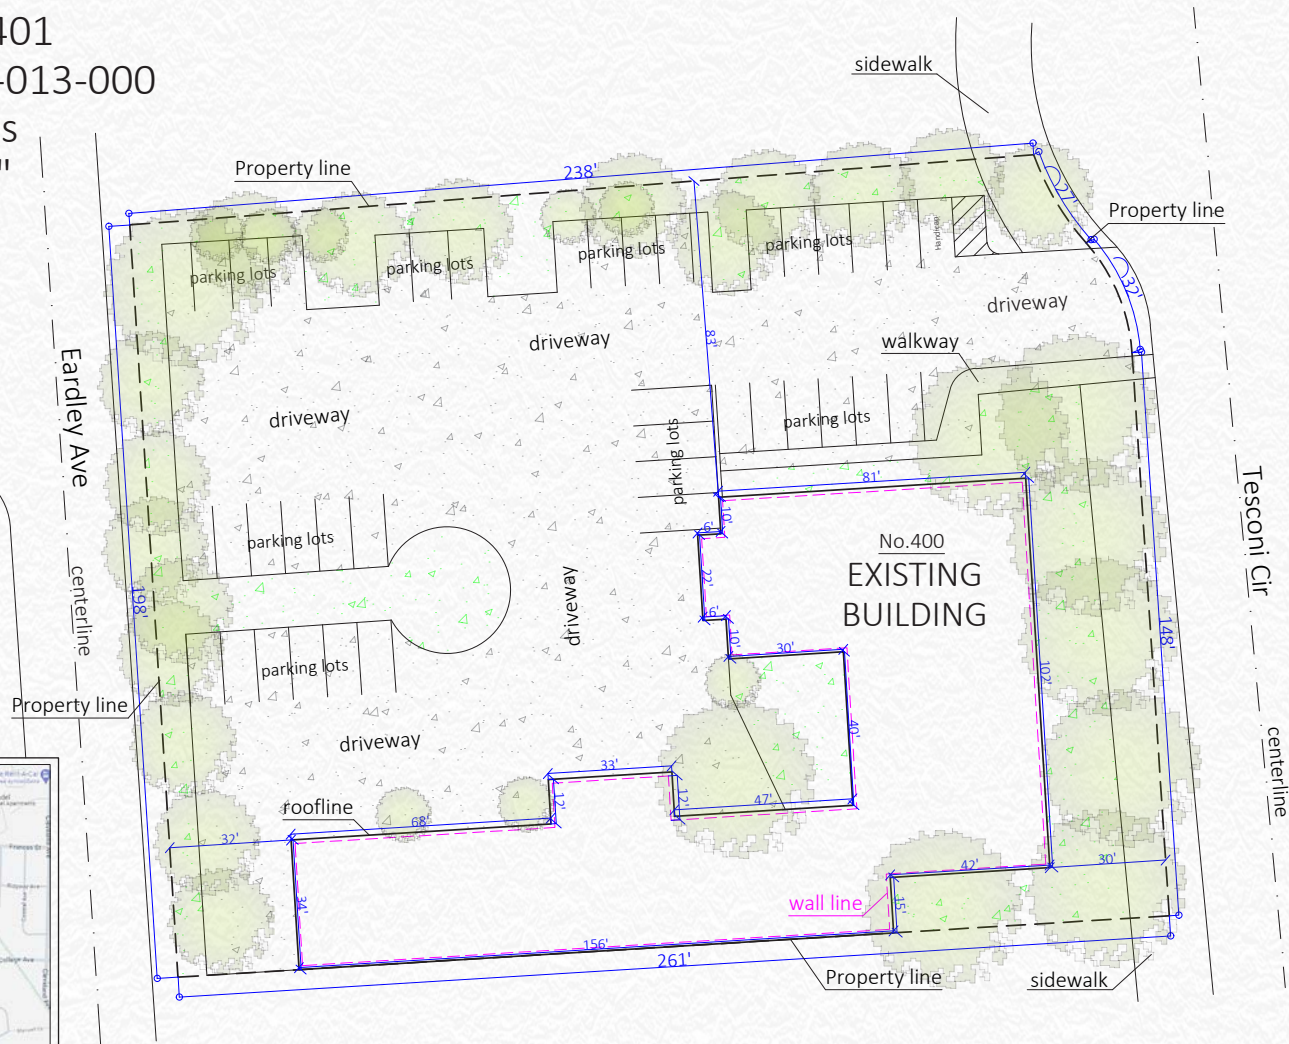 401
-013-000
s
"
sidewalk
Property line
238'
27'
Property line
parking lots
parking lots
parking lots
parking lots
Handicap
32'
driveway
driveway
83'
walkway
Eardley Ave
driveway
parking lots
parking lots
81'
Tesconi Cir
10'
6'
parking lots
No.400
EXISTING
BUILDING
22'
driveway
centerline
198'
6'
10'
30'
148'
parking lots
102'
Property line
40'
driveway
centerline
33'
12'
12'
47'
roofline
68'
32'
42'
30'
34'
wall line
15'
156'
261'
Property line
sidewalk
Frances St
College Ave